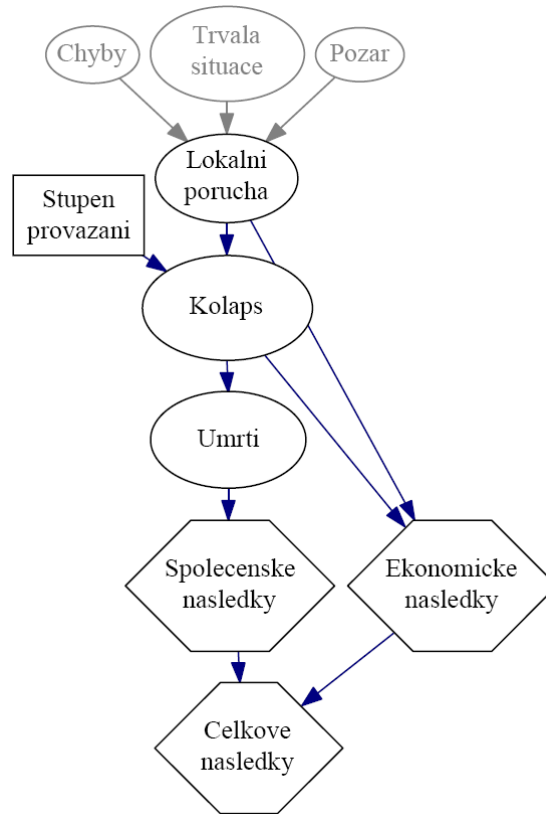 Chyby
Trvala
situace
Pozar
Lokalni
porucha
Stupen
provazani
Kolaps
Umrti
Spolecenske
nasledky
Ekonomicke
nasledky
Celkove
nasledky